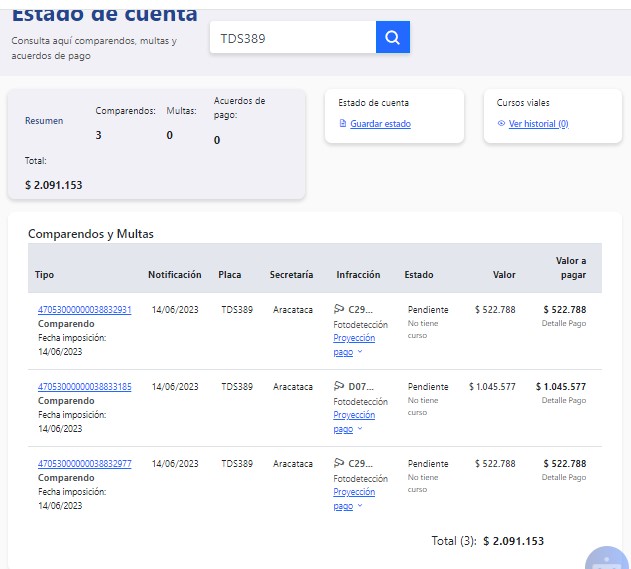 Estado de cuenta
Consulta aquí comparendos, multas y
acuerdos de pago
TDS389
Resumen
Comparendos:
3
Multas:
0
Acuerdos de
pago:
0
Total:
$ 2.091.153
Estado de cuenta
Guardar estado
Cursos viales
Ver historial (0)
Comparendos y Multas
Tipo Notificación Placa Secretaría Infracción Estado Valor Valor a
pagar
47053000000038832931 14/06/2023 TDS389 Aracataca C29... Pendiente $ 522.788 $ 522.788
Comparendo Fotodetección No tiene Detalle Pago
Fecha imposición: Proyección curso
14/06/2023 pago
47053000000038833185 14/06/2023 TDS389 Aracataca D07... Pendiente $ 1.045.577 $ 1.045.577
Comparendo Fotodetección No tiene Detalle Pago
Fecha imposición: Proyección curso
14/06/2023 pago
47053000000038832977 14/06/2023 TDS389 Aracataca C29... Pendiente $ 522.788 $ 522.788
Comparendo Fotodetección No tiene Detalle Pago
Fecha imposición: Proyección curso
14/06/2023 pago
Total (3): $ 2.091.153